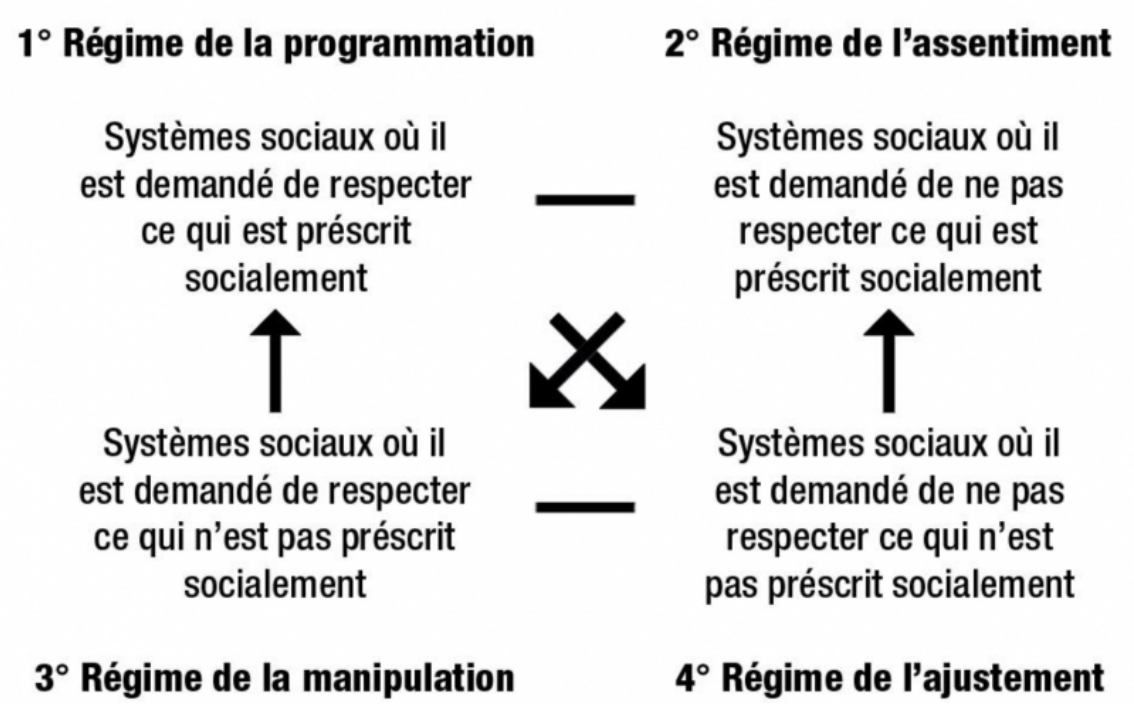 1° Régime de la programmation
2° Régime de l'assentiment
Systèmes sociaux où il
est demandé de respecter
ce qui est préscrit
socialement
Systèmes sociaux où il
est demandé de ne pas
respecter ce qui est
préscrit socialement
Systèmes sociaux où il
est demandé de respecter
ce qui n'est pas préscrit
socialement
Systèmes sociaux où il
est demandé de ne pas
respecter ce qui n'est
pas préscrit socialement
3° Régime de la manipulation
4° Régime de l'ajustement